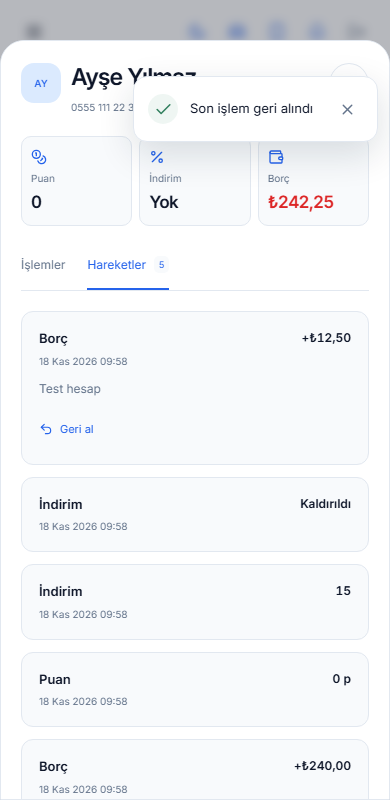 AY
Ayşe Yılmaz
0555 111 22 3
Son işlem geri alındı
Puan
0
İndirim
Yok
Borç
₺242,25
İşlemler
Hareketler 5
Borç
+₺12,50
18 Kas 2026 09:58
Test hesap
Geri al
İndirim
Kaldırıldı
18 Kas 2026 09:58
İndirim
15
18 Kas 2026 09:58
Puan
0 p
18 Kas 2026 09:58
Borç
+₺240,00
18 Kas 2026 09:58